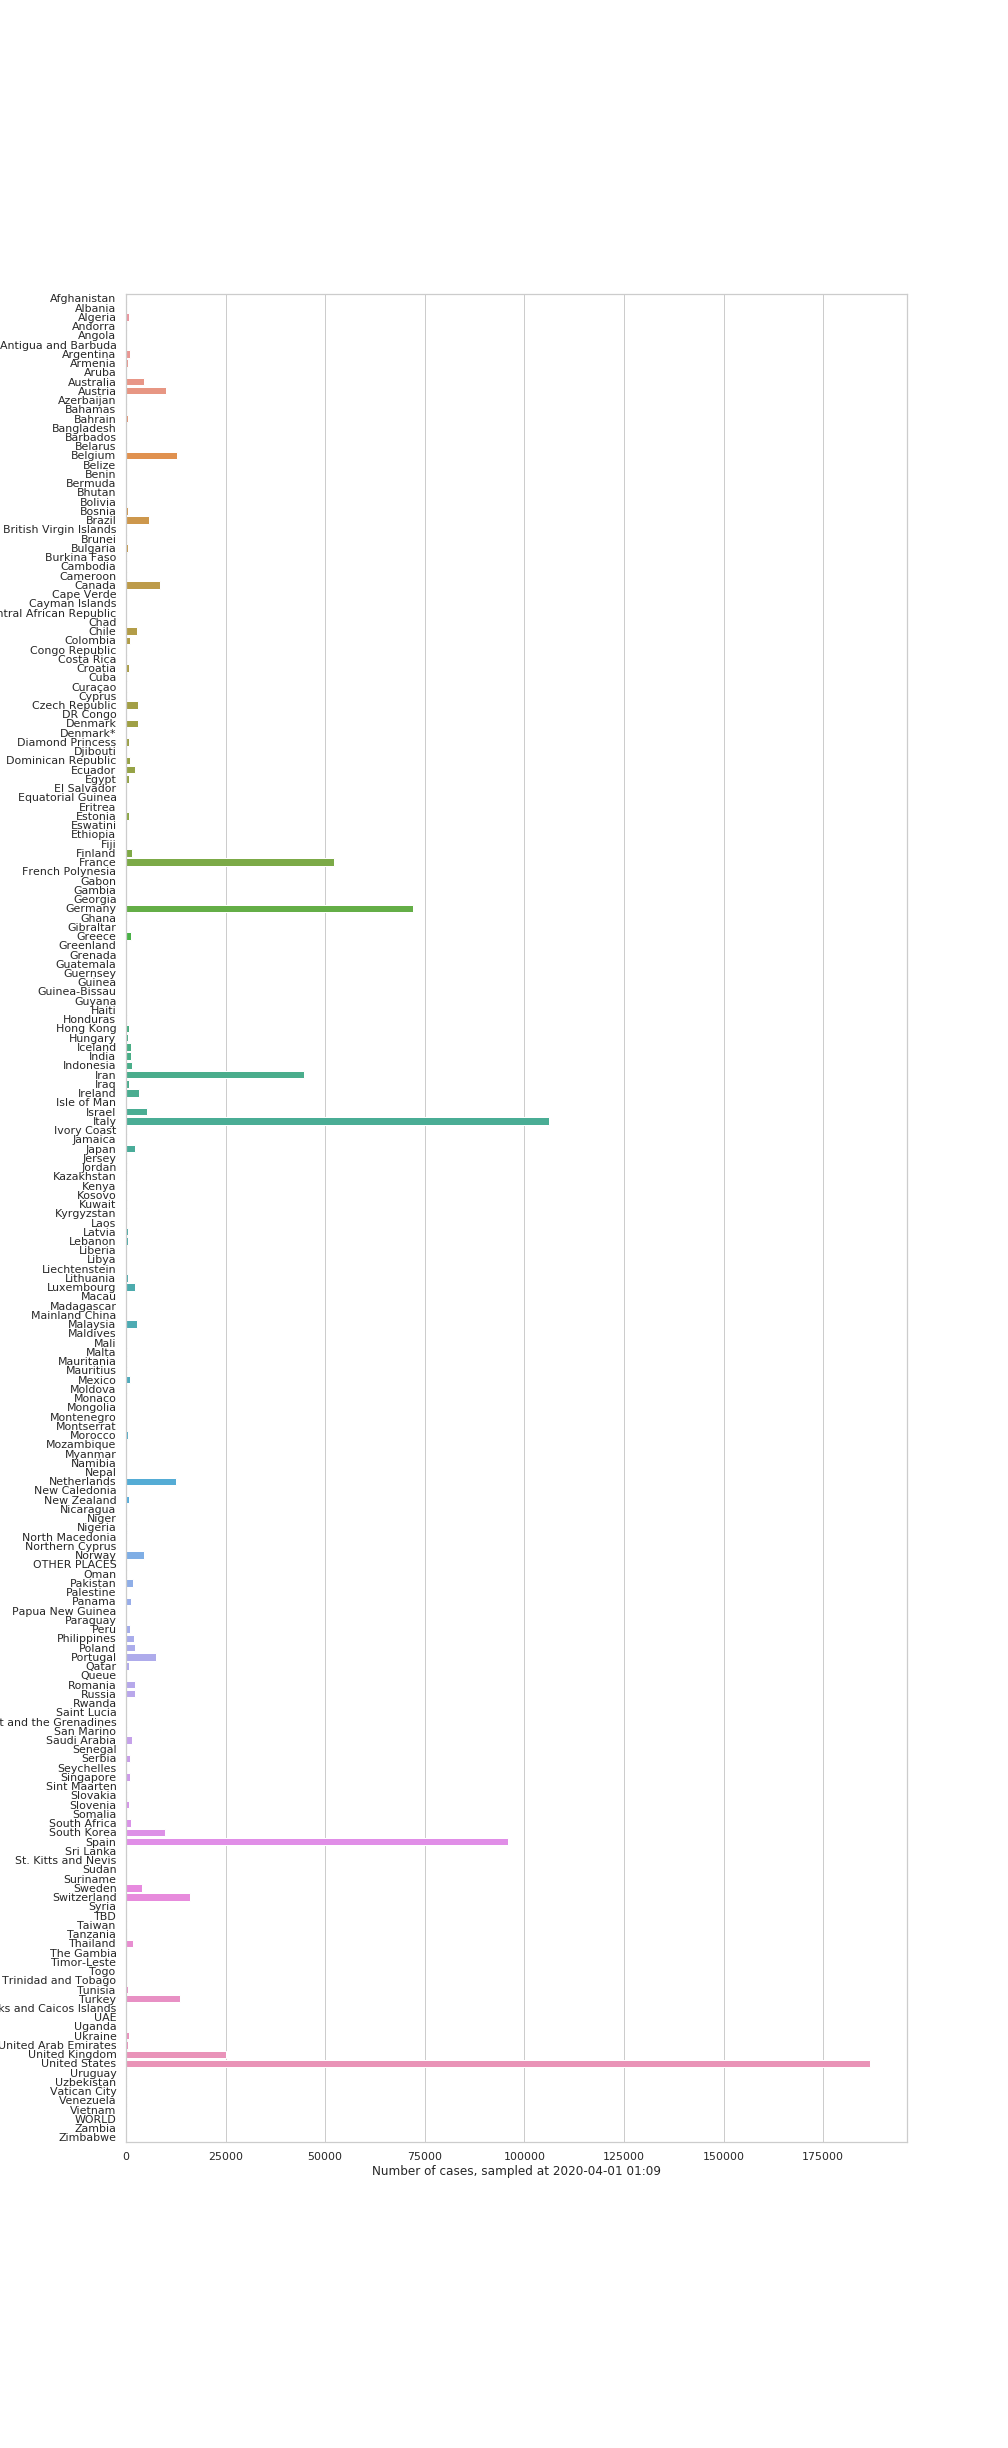 Afghanistan
Albania
Algeria
Andorra
Angola
Antigua and Barbuda
Argentina
Armenia
Aruba
Australia
Austria
Azerbaijan
Bahamas
Bahrain
Bangladesh
Barbados
Belarus
Belgium
Belize
Benin
Bermuda
Bhutan
Bolivia
Bosnia
Brazil
British Virgin Islands
Brunei
Bulgaria
Burkina Faso
Cambodia
Cameroon
Canada
Cape Verde
Cayman Islands
ntral African Republic
Chad
Chile
Colombia
Congo Republic
Costa Rica
Croatia
Cuba
Curaçao
Cyprus
Czech Republic
DR Congo
Denmark
Denmark*
Diamond Princess
Djibouti
Dominican Republic
Ecuador
Egypt
El Salvador
Equatorial Guinea
Eritrea
Estonia
Eswatini
Ethiopia
Fiji
Finland
France
French Polynesia
Gabon
Gambia
Georgia
Germany
Ghana
Gibraltar
Greece
Greenland
Grenada
Guatemala
Guernsey
Guinea
Guinea-Bissau
Guyana
Haiti
Honduras
Hong Kong
Hungary
Iceland
India
Indonesia
Iran
Iraq
Ireland
Isle of Man
Israel
Italy
Ivory Coast
Jamaica
Japan
Jersey
Jordan
Kazakhstan
Kenya
Kosovo
Kuwait
Kyrgyzstan
Laos
Latvia
Lebanon
Liberia
Libya
Liechtenstein
Lithuania
Luxembourg
Macau
Madagascar
Mainland China
Malaysia
Maldives
Mali
Malta
Mauritania
Mauritius
Mexico
Moldova
Monaco
Mongolia
Montenegro
Montserrat
Morocco
Mozambique
Myanmar
Namibia
Nepal
Netherlands
New Caledonia
New Zealand
Nicaragua
Niger
Nigeria
North Macedonia
Northern Cyprus
Norway
OTHER PLACES
Oman
Pakistan
Palestine
Panama
Papua New Guinea
Paraguay
Peru
Philippines
Poland
Portugal
Qatar
Queue
Romania
Russia
Rwanda
Saint Lucia
t and the Grenadines
San Marino
Saudi Arabia
Senegal
Serbia
Seychelles
Singapore
Sint Maarten
Slovakia
Slovenia
Somalia
South Africa
South Korea
Spain
Sri Lanka
St. Kitts and Nevis
Sudan
Suriname
Sweden
Switzerland
Syria
TBD
Taiwan
Tanzania
Thailand
The Gambia
Timor-Leste
Togo
Trinidad and Tobago
Tunisia
Turkey
ks and Caicos Islands
UAE
Uganda
Ukraine
United Arab Emirates
United Kingdom
United States
Uruguay
Uzbekistan
Vatican City
Venezuela
Vietnam
WORLD
Zambia
Zimbabwe
0 25000 50000 75000 100000 125000 150000 175000
Number of cases, sampled at 2020-04-01 01:09